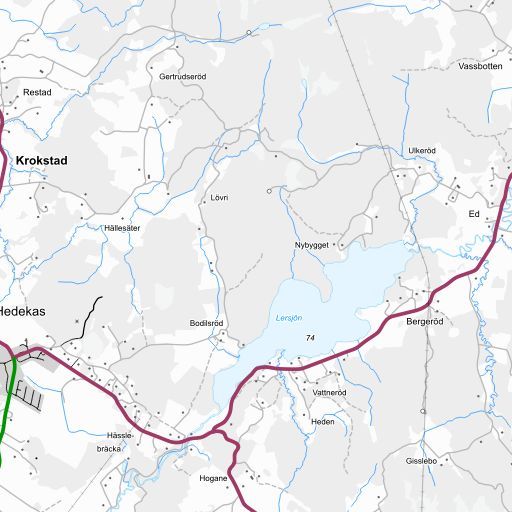 Vassbotten
Gertrudseröd
Restad
Ulkeröd
Krokstad
Lövri
Ed
Hällesäter
Nybygget
Hedekas
Lersjön
Bodilsröd
Bergeröd
74
Vattneröd
Heden
Hässle-
bräcka
Gisslebo
Hogane